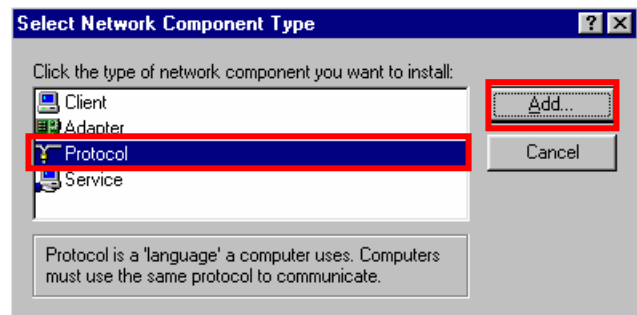 Select Network Component Type
Click the type of network component you want to install:
Client
Adapter
Protocol
Service
Add...
Cancel
Protocol is a 'language' a computer uses. Computers
must use the same protocol to communicate.